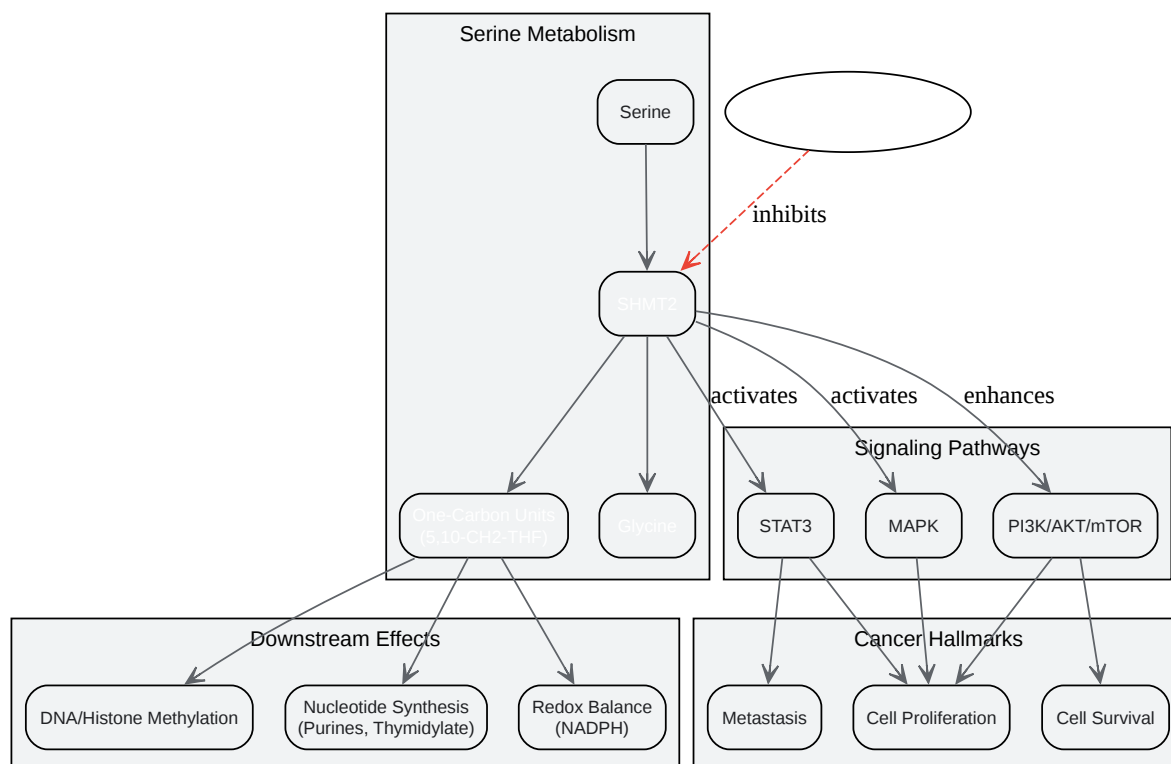 Serine Metabolism
Serine
inhibits
SHMT2
activates
activates
enhances
Signaling Pathways
One-Carbon Units
(5,10-CH2-THF)
Glycine
STAT3
MAPK
PI3K/AKT/mTOR
Downstream Effects
Cancer Hallmarks
DNA/Histone Methylation
Nucleotide Synthesis
(Purines, Thymidylate)
Redox Balance
(NADPH)
Metastasis
Cell Proliferation
Cell Survival